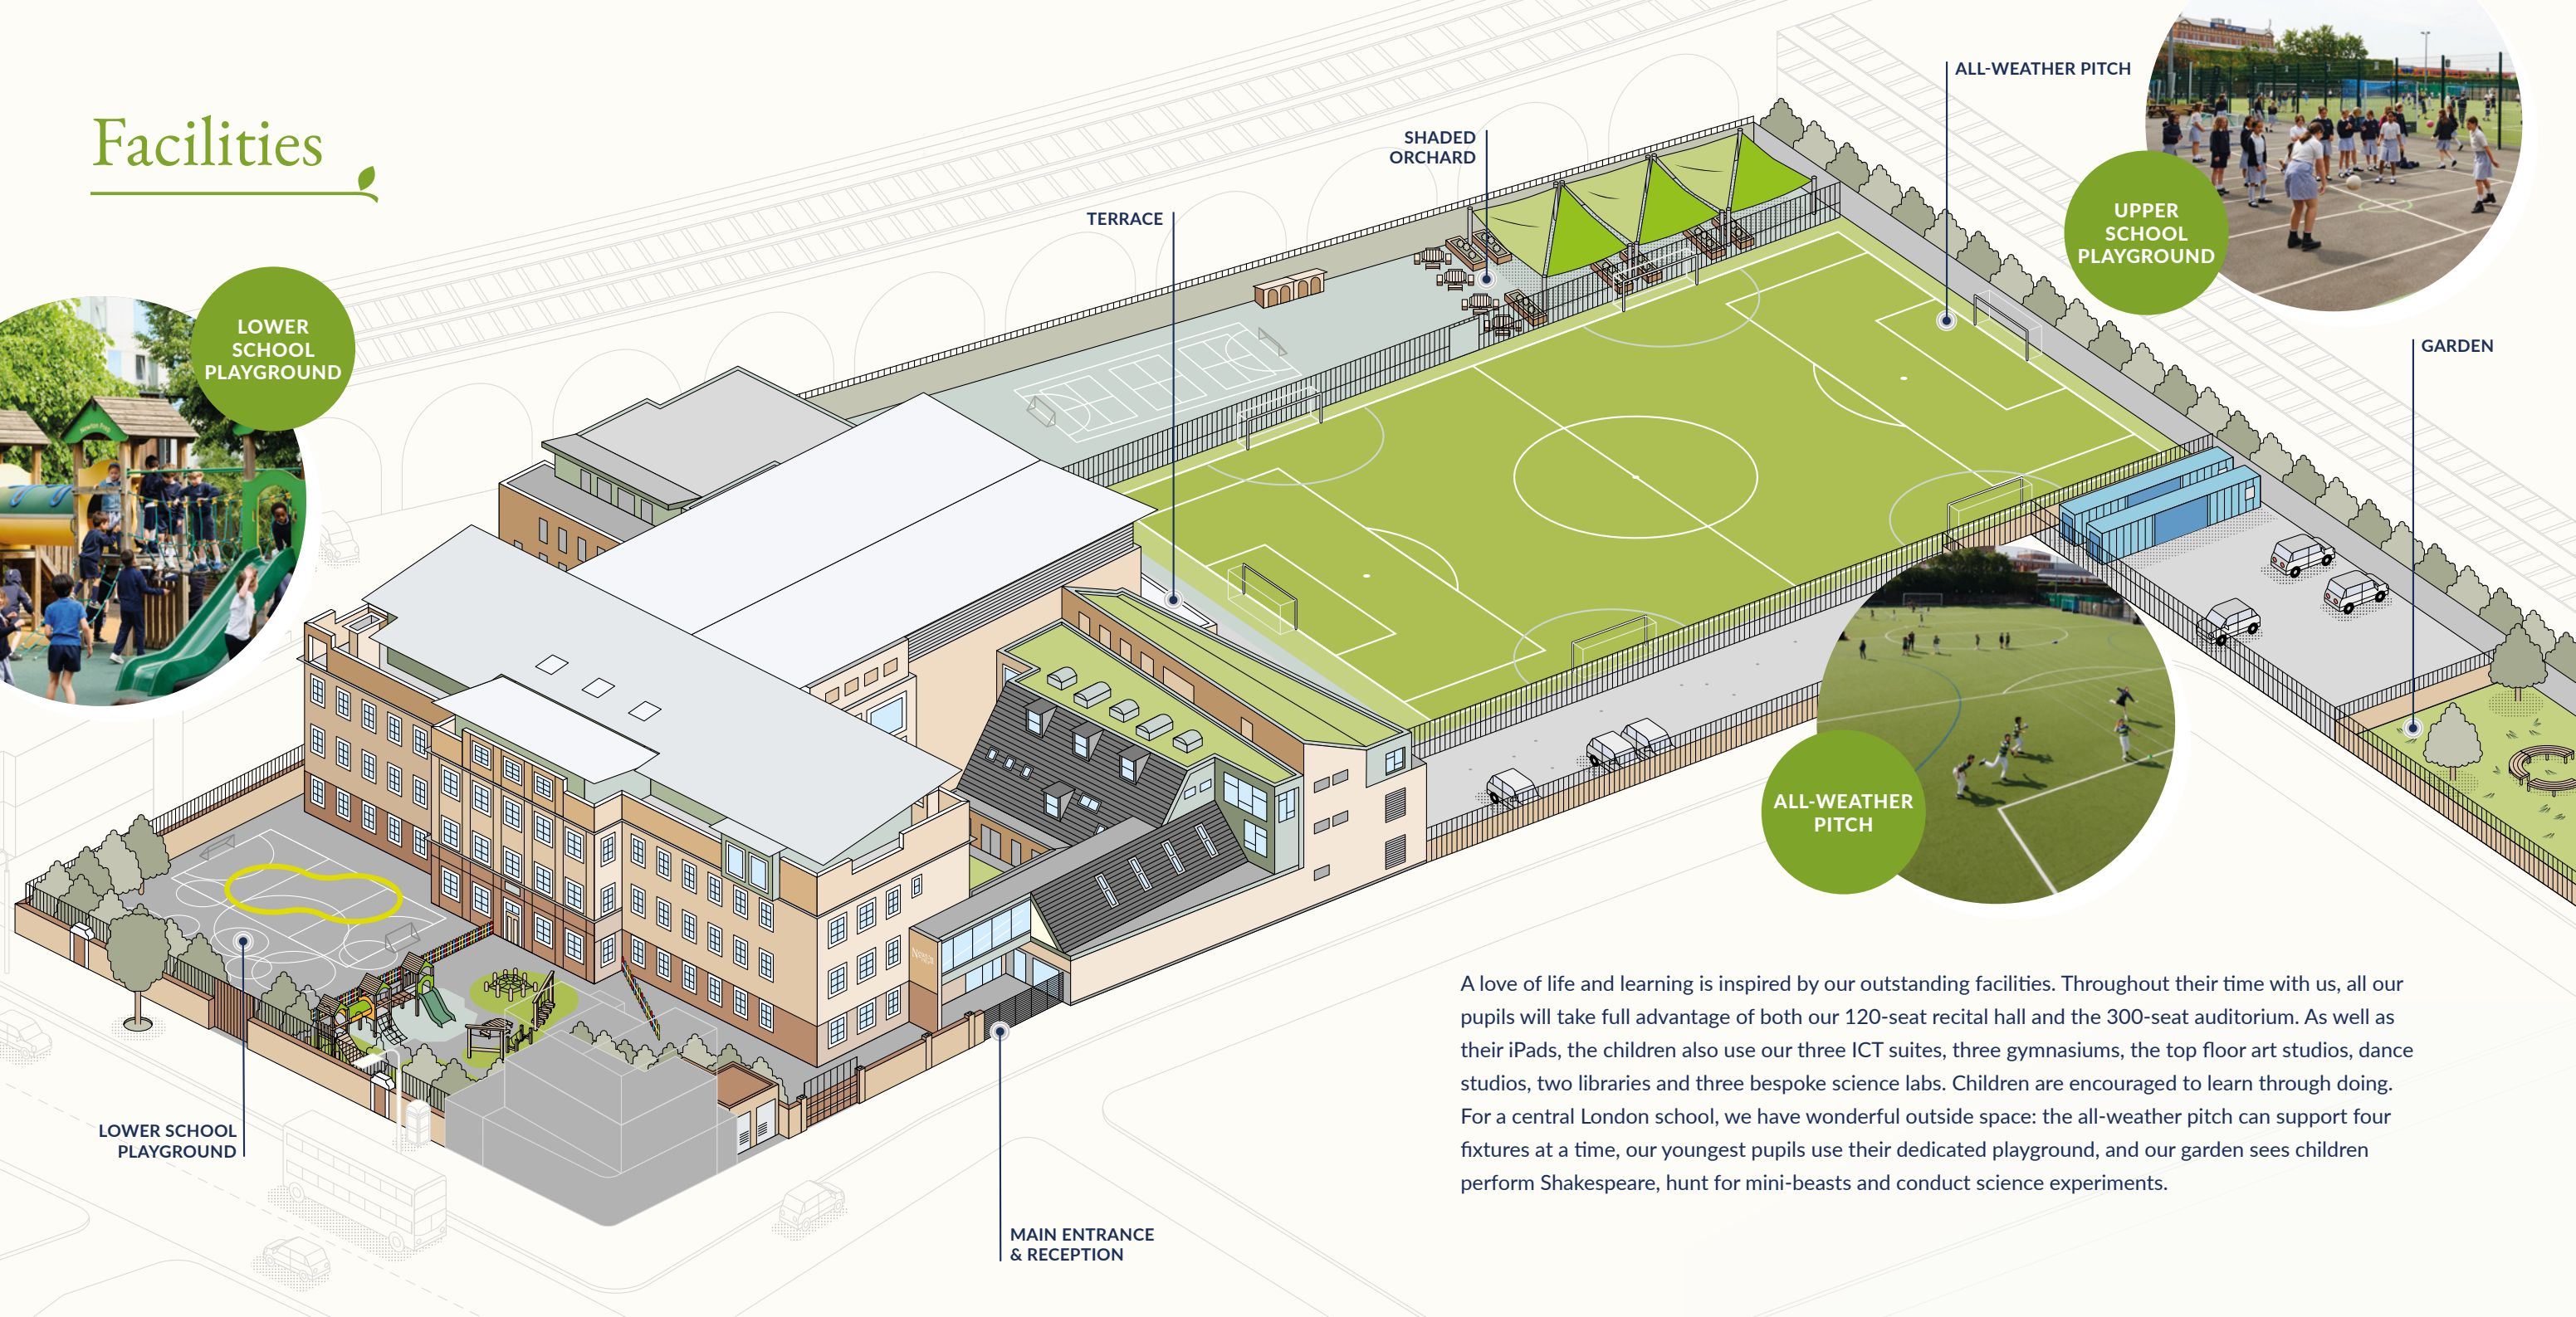 Facilities
LOWER
SCHOOL
PLAYGROUND
TERRACE
SHADED
ORCHARD
ALL-WEATHER PITCH
UPPER
SCHOOL
PLAYGROUND
GARDEN
ALL-WEATHER
PITCH
LOWER SCHOOL
PLAYGROUND
MAIN ENTRANCE
& RECEPTION
A love of life and learning is inspired by our outstanding facilities. Throughout their time with us, all our
pupils will take full advantage of both our 120-seat recital hall and the 300-seat auditorium. As well as
their iPads, the children also use our three ICT suites, three gymnasiums, the top floor art studios, dance
studios, two libraries and three bespoke science labs. Children are encouraged to learn through doing.
For a central London school, we have wonderful outside space: the all-weather pitch can support four
fixtures at a time, our youngest pupils use their dedicated playground, and our garden sees children
perform Shakespeare, hunt for mini-beasts and conduct science experiments.